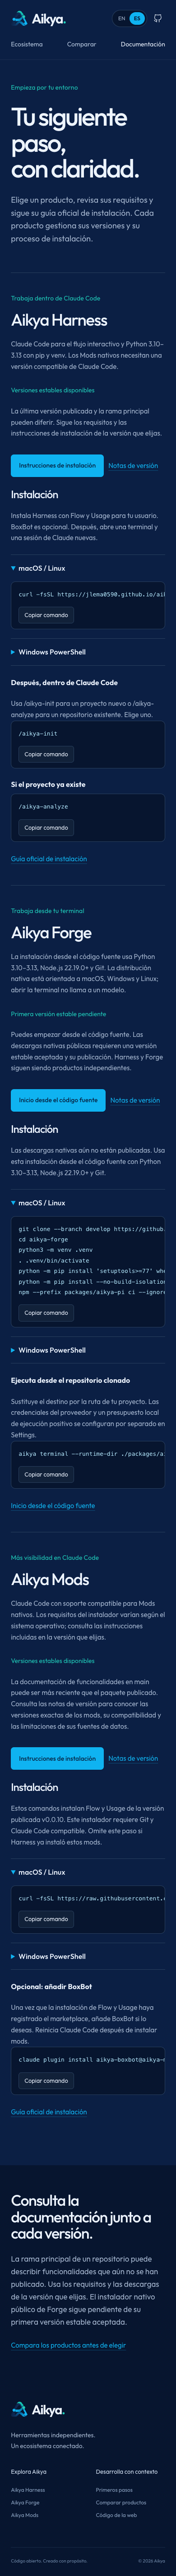 Aikya.
EN ES
Ecosistema Comparar Documentación
Empieza por tu entorno
Tu siguiente
paso,
con claridad.
Elige un producto, revisa sus requisitos y
sigue su guía oficial de instalación. Cada
producto gestiona sus versiones y su
proceso de instalación.
Trabaja dentro de Claude Code
Aikya Harness
Claude Code para el flujo interactivo y Python 3.10–
3.13 con pip y venv. Los Mods nativos necesitan una
versión compatible de Claude Code.
Versiones estables disponibles
La última versión publicada y la rama principal
pueden diferir. Sigue los requisitos y las
instrucciones de instalación de la versión que elijas.
Instrucciones de instalación Notas de versión
Instalación
Instala Harness con Flow y Usage para tu usuario.
BoxBot es opcional. Después, abre una terminal y
una sesión de Claude nuevas.
▼ macOS / Linux
curl -fsSL https://jlema0590.github.io/aik
Copiar comando
▶ Windows PowerShell
Después, dentro de Claude Code
Usa /aikya-init para un proyecto nuevo a /aikya-
analyze para un repositorio existente. Elige uno.
/aikya-init
Copiar comando
Si el proyecto ya existe
/aikya-analyze
Copiar comando
Guía oficial de instalación
Trabaja desde tu terminal
Aikya Forge
La instalación desde el código fuente usa Python
3.10–3.13, Node.js 22.19.0+ y Git. La distribución
nativa está orientada a macOS, Windows y Linux;
abrir la terminal no llama a un modelo.
Primera versión estable pendiente
Puedes empezar desde el código fuente. Las
descargas nativas públicas requieren una versión
estable aceptada y su publicación. Harness y Forge
siguen siendo productos independientes.
Inicio desde el código fuente Notas de versión
Instalación
Las descargas nativas aún no están publicadas. Usa
esta instalación desde el código fuente con Python
3.10–3.13, Node.js 22.19.0+ y Git.
▼ macOS / Linux
git clone --branch develop https://github.
cd aikya-forge
python3 -m venv .venv
. .venv/bin/activate
python -m pip install 'setuptools>=77' whe
python -m pip install --no-build-isolation
npm --prefix packages/aikya-pi ci --ignore
Copiar comando
▶ Windows PowerShell
Ejecuta desde el repositorio clonado
Sustituye el destino por la ruta de tu proyecto. Las
credenciales del proveedor y un presupuesto local
de ejecución positivo se configuran por separado en
Settings.
aikya terminal --runtime-dir ./packages/ai
Copiar comando
Inicio desde el código fuente
Más visibilidad en Claude Code
Aikya Mods
Claude Code con soporte compatible para Mods
nativos. Los requisitos del instalador varían según el
sistema operativo; consulta las instrucciones
incluidas en la versión que elijas.
Versiones estables disponibles
La documentación de funcionalidades en main
puede ser más reciente que el paquete publicado.
Consulta las notas de versión para conocer las
versiones exactas de los mods, su compatibilidad y
las limitaciones de sus fuentes de datos.
Instrucciones de instalación Notas de versión
Instalación
Estos comandos instalan Flow y Usage de la versión
publicada v0.10.0. Este instalador requiere Git y
Claude Code compatible. Omite este paso si
Harness ya instaló estos mods.
▼ macOS / Linux
curl -fsSL https://raw.githubusercontent.c
Copiar comando
▶ Windows PowerShell
Opcional: añadir BoxBot
Una vez que la instalación de Flow y Usage haya
registrado el marketplace, añade BoxBot si lo
deseas. Reinicia Claude Code después de instalar
mods.
claude plugin install aikya-boxbot@aikya-c
Copiar comando
Guía oficial de instalación
Consulta la
documentación junto a
cada versión.
La rama principal de un repositorio puede
describir funcionalidades que aún no se han
publicado. Usa los requisitos y las descargas
de la versión que elijas. El instalador nativo
público de Forge sigue pendiente de su
primera versión estable aceptada.
Compara los productos antes de elegir
Aikya.
Herramientas independientes.
Un ecosistema conectado.
Explora Aikya Desarrolla con contexto
Aikya Harness Primeros pasos
Aikya Forge Comparar productos
Aikya Mods Código de la web
Código abierto. Creado con propósito. © 2026 Aikya